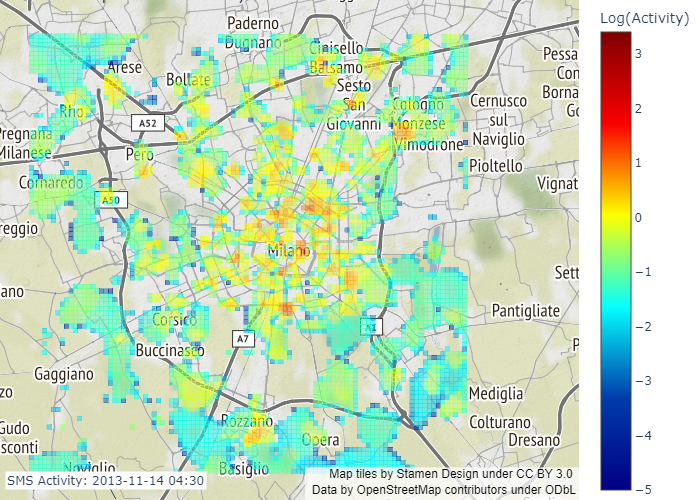 Log(Activity)
3
2
1
0
−1
−2
−3
−4
−5
Paderno
Dugnano
Cinisello
Balsamo
Pessa
Con
Borna
Go
Arese
Bollate
Sesto
San
Giovanni
Cologno
Monzese
Cernusco
sul
Naviglio
Rho
A52
Vimodrone
Pregnana
Milanese
Pero
Pioltello
Cornaredo
Vignat
A50
reggio
Milano
Sett
ano
Pantigliate
Corsico
A1
A7
Buccinasco
P
Gaggiano
zo
Mediglia
Rozzano
Colturano
Gudo
sconti
Opera
Dresano
Noviglio
Basiglio
SMS Activity: 2013-11-14 04:30
Map tiles by Stamen Design under CC BY 3.0
Data by OpenStreetMap contributors under ODbL